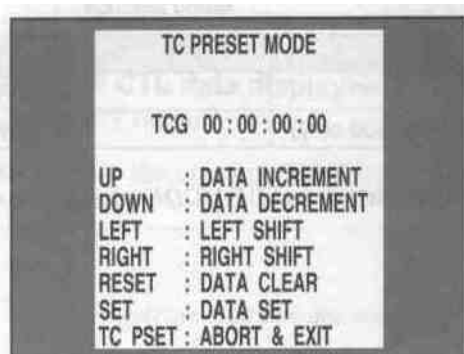 TC PRESET MODE
TCG 00:00:00:00
UP : DATA INCREMENT
DOWN : DATA DECREMENT
LEFT : LEFT SHIFT
RIGHT : RIGHT SHIFT
RESET : DATA CLEAR
SET : DATA SET
TC PSET : ABORT & EXIT